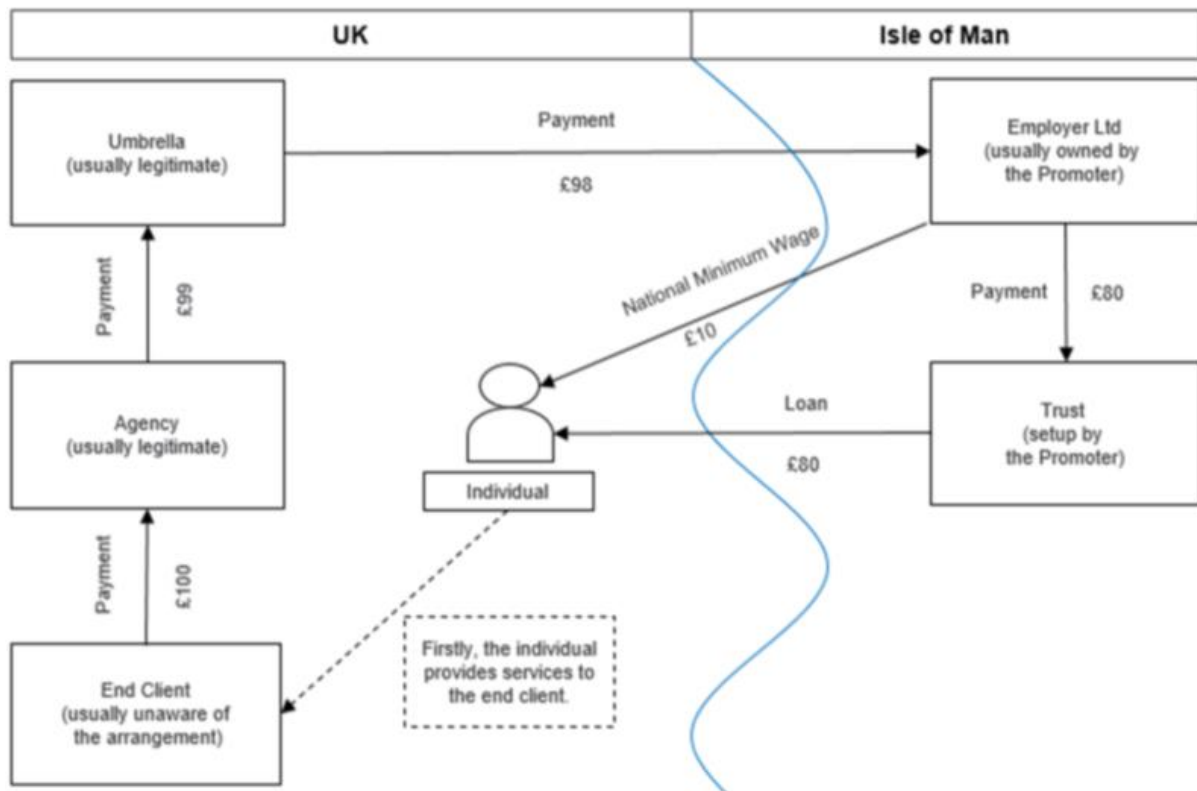 UK
Isle of Man
Umbrella
(usually legitimate)
Payment
£98
Employer Ltd
(usually owned by
the Promoter)
Payment
£99
National Minimum Wage
£10
Payment
£80
Agency
(usually legitimate)
Individual
Loan
£80
Trust
(setup by
the Promoter)
Payment
£100
Firstly, the individual
provides services to
the end client.
End Client
(usually unaware of
the arrangement)